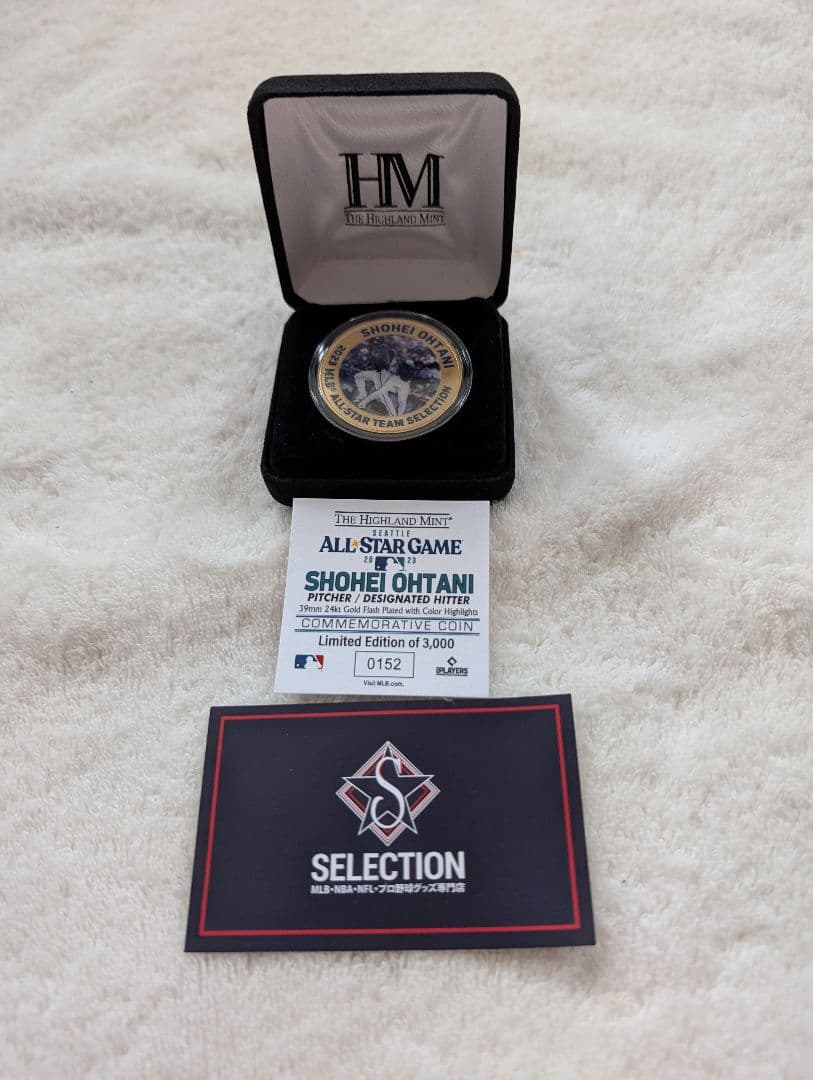 HM
THE HIGHLAND MINT
SHOHEI OHTANI
2023 MLB® ALL-STAR TEAM SELECTION
THE HIGHLAND MINT®
SEATTLE
ALL★STAR GAME
2023
SHOHEI OHTANI
PITCHER / DESIGNATED HITTER
39mm 24kt Gold Flash Plated with Color Highlights
COMMEMORATIVE COIN
Limited Edition of 3,000
0152
PLAYERS
Visit MLB.com.
S
SELECTION
MLB・NBA・NFL・プロ野球グッズ専門店